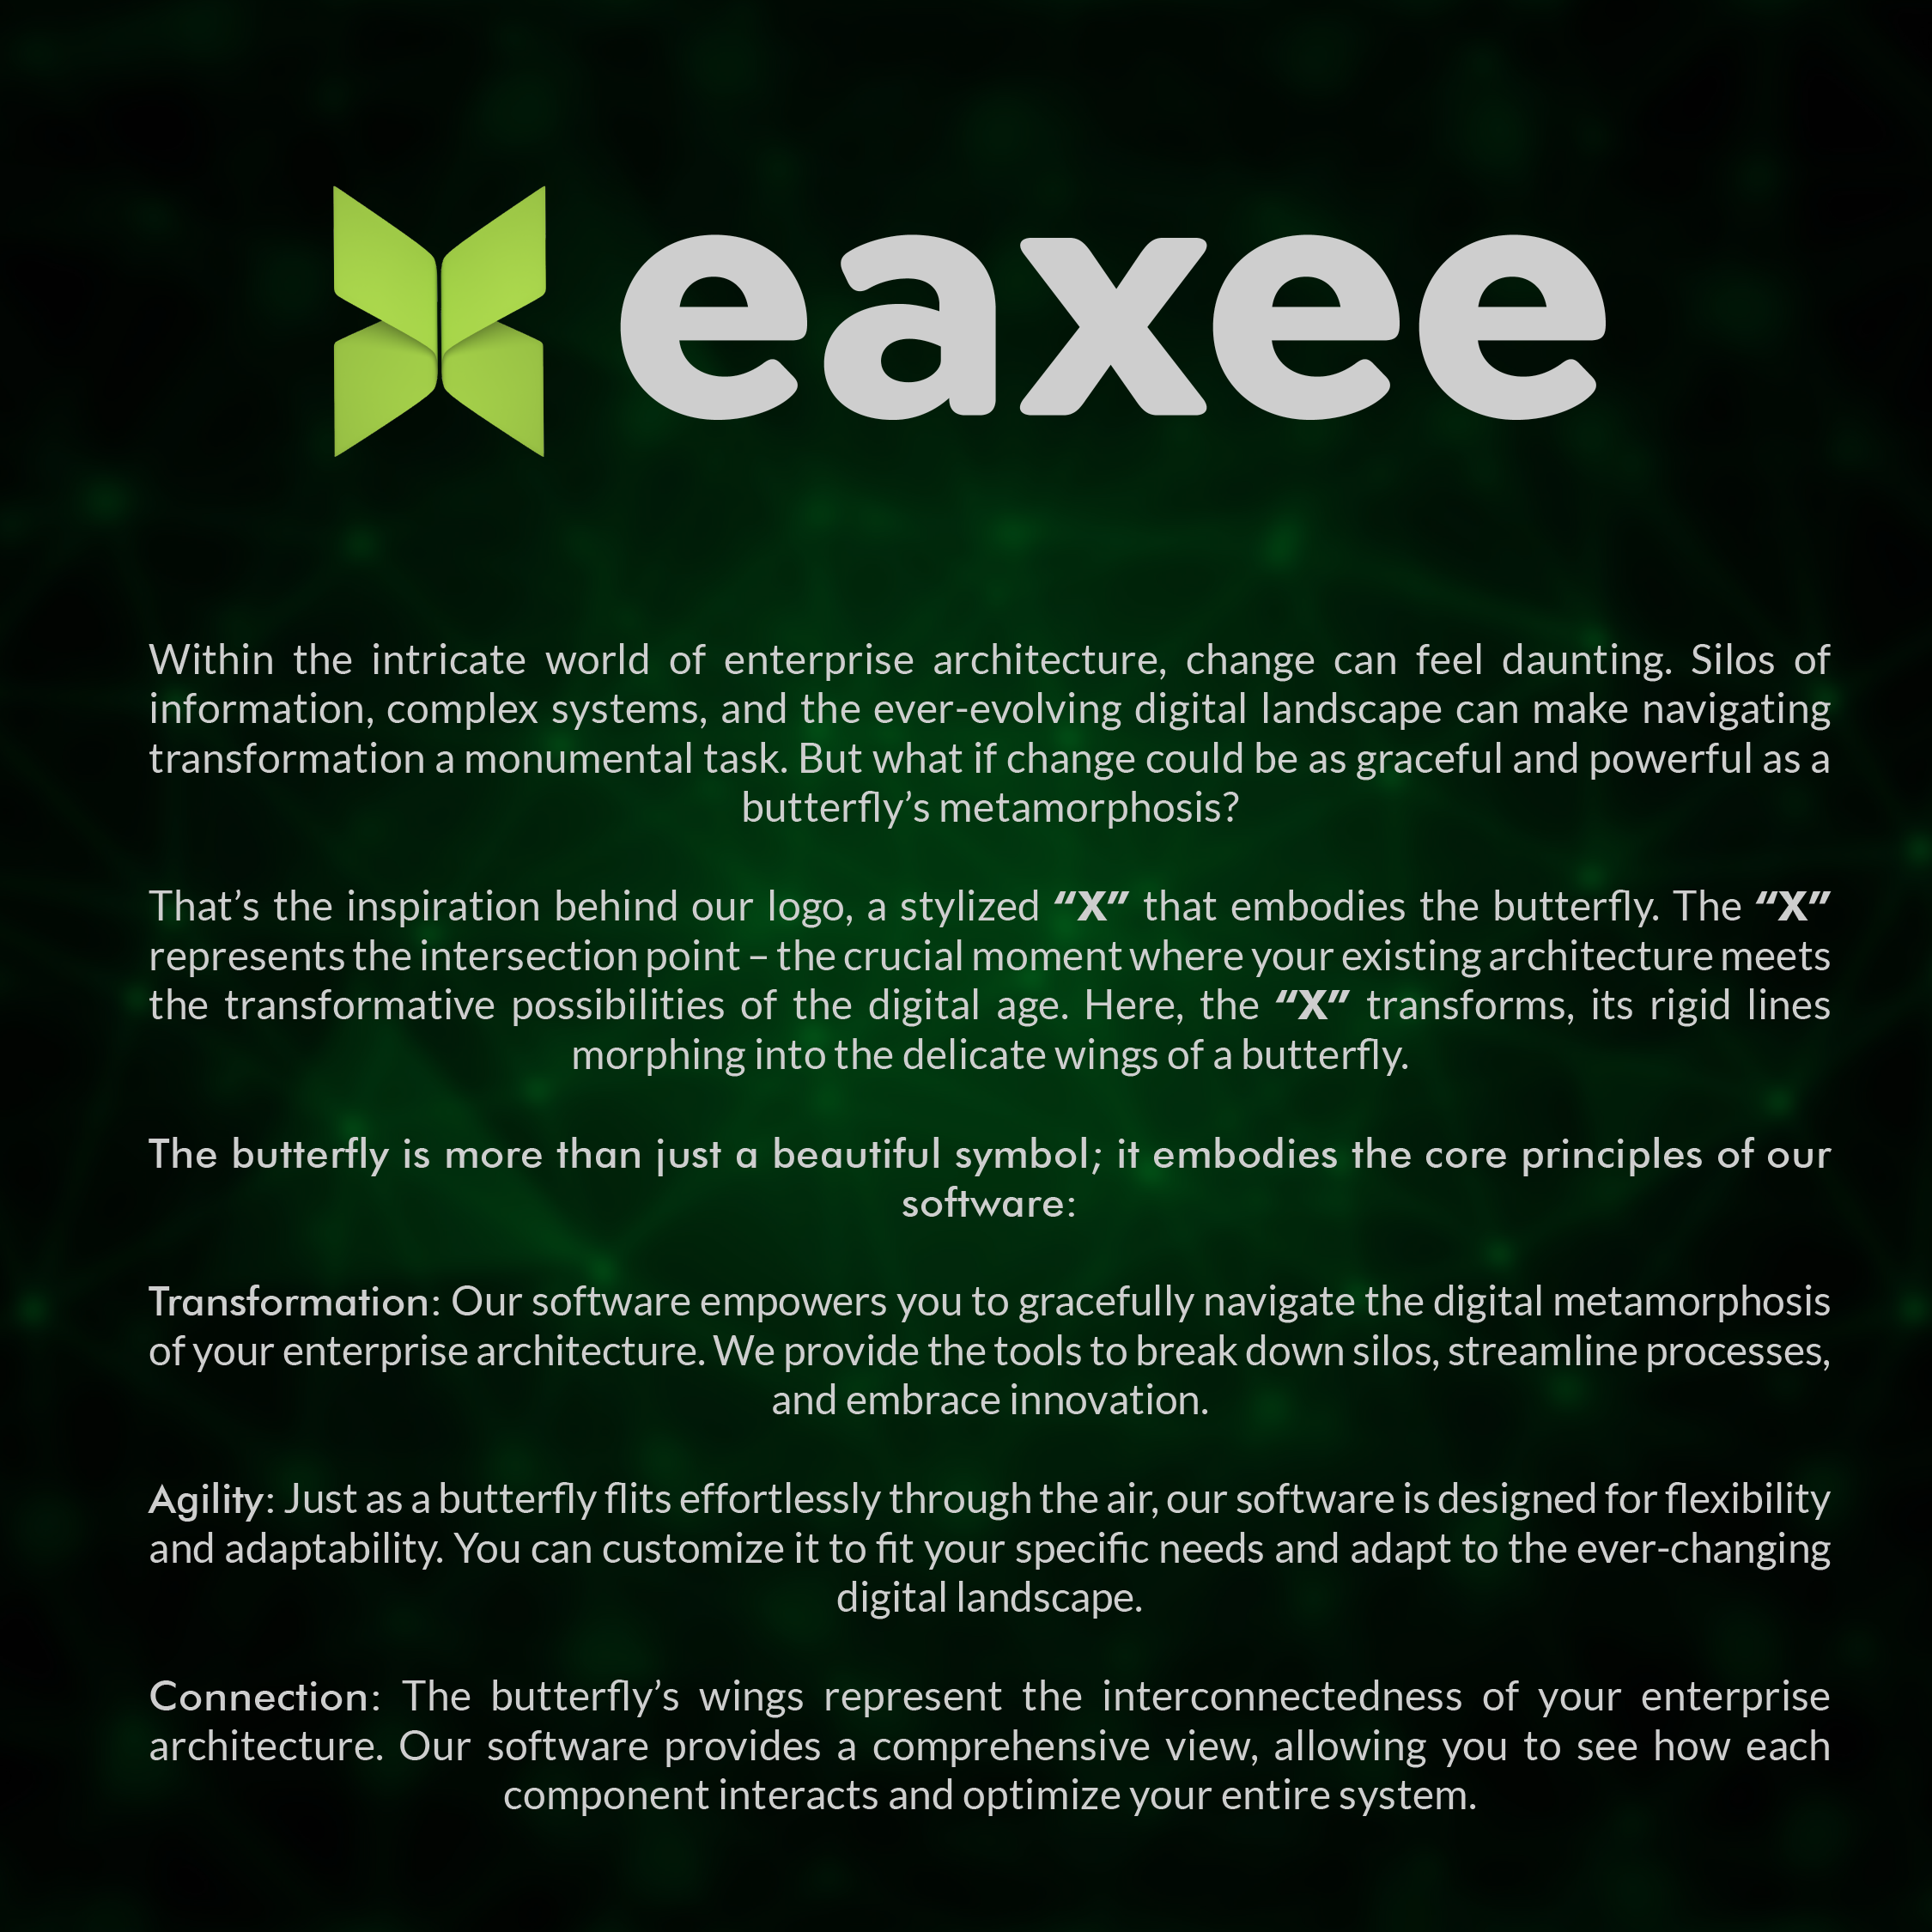 eaxee
Within the intricate world of enterprise architecture, change can feel daunting. Silos of
information, complex systems, and the ever-evolving digital landscape can make navigating
transformation a monumental task. But what if change could be as graceful and powerful as a
butterfly’s metamorphosis?
That’s the inspiration behind our logo, a stylized “X” that embodies the butterfly. The “X”
represents the intersection point – the crucial moment where your existing architecture meets
the transformative possibilities of the digital age. Here, the “X” transforms, its rigid lines
morphing into the delicate wings of a butterfly.
The butterfly is more than just a beautiful symbol; it embodies the core principles of our
software:
Transformation: Our software empowers you to gracefully navigate the digital metamorphosis
of your enterprise architecture. We provide the tools to break down silos, streamline processes,
and embrace innovation.
Agility: Just as a butterfly flits effortlessly through the air, our software is designed for flexibility
and adaptability. You can customize it to fit your specific needs and adapt to the ever-changing
digital landscape.
Connection: The butterfly’s wings represent the interconnectedness of your enterprise
architecture. Our software provides a comprehensive view, allowing you to see how each
component interacts and optimize your entire system.